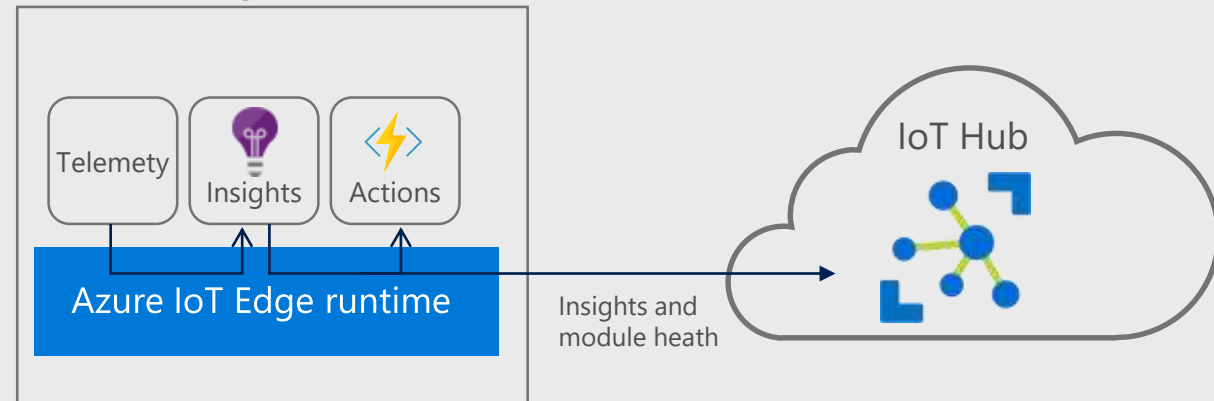 Telemety
Insights
Actions
Azure IoT Edge runtime
Insights and
module heath
IoT Hub